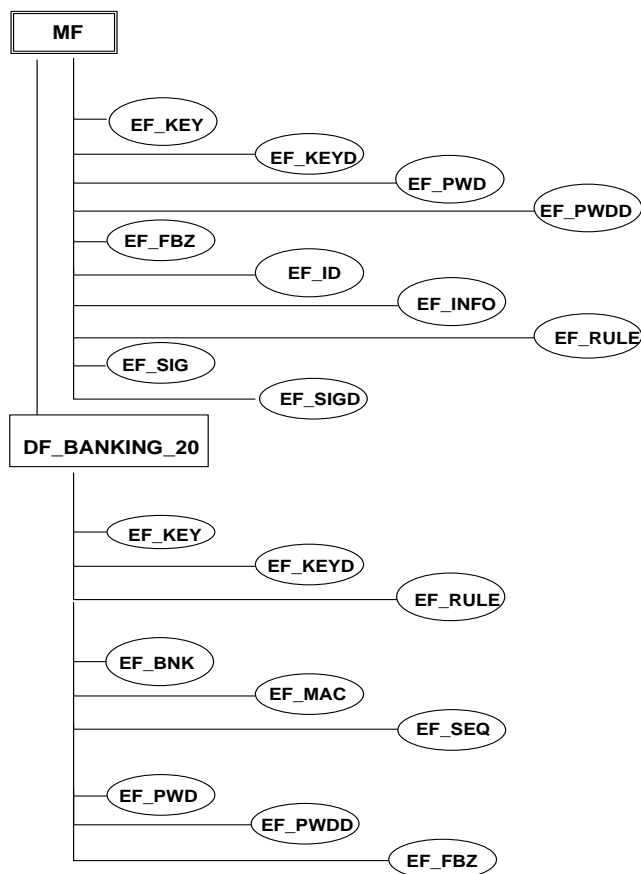 MF
EF_KEY
EF_KEYD
EF_PWD
EF_PWDD
EF_FBZ
EF_ID
EF_INFO
EF_RULE
EF_SIG
EF_SIGD
DF_BANKING_20
EF_KEY
EF_KEYD
EF_RULE
EF_BNK
EF_MAC
EF_SEQ
EF_PWD
EF_PWDD
EF_FBZ